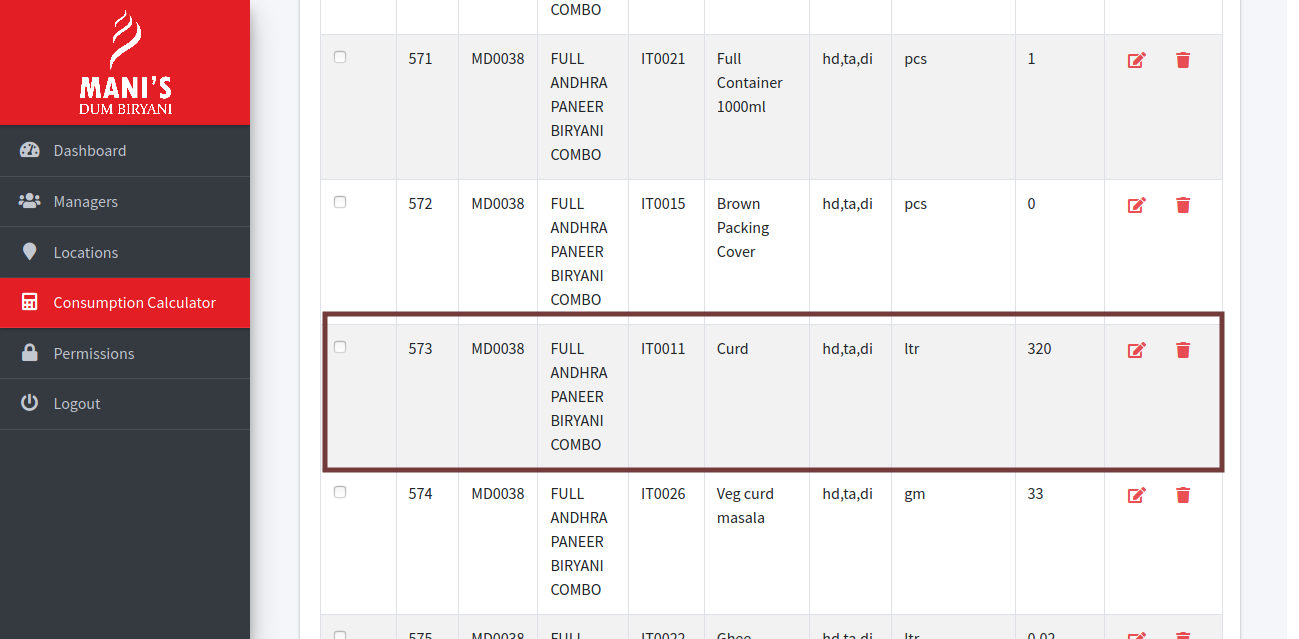 MANI'S
DUM BIRYANI
Dashboard
Managers
Locations
Consumption Calculator
Permissions
Logout
COMBO
571 MD0038 FULL IT0021 Full hd,ta,di pcs 1
ANDHRA Container
PANEER 1000ml
BIRYANI
COMBO
572 MD0038 FULL IT0015 Brown hd,ta,di pcs 0
ANDHRA Packing
PANEER Cover
BIRYANI
COMBO
573 MD0038 FULL IT0011 Curd hd,ta,di ltr 320
ANDHRA
PANEER
BIRYANI
COMBO
574 MD0038 FULL IT0026 Veg curd hd,ta,di gm 33
ANDHRA masala
PANEER
BIRYANI
COMBO
575 MD0038 FULL IT0022 Ghee hd,ta,di ltr 0.02